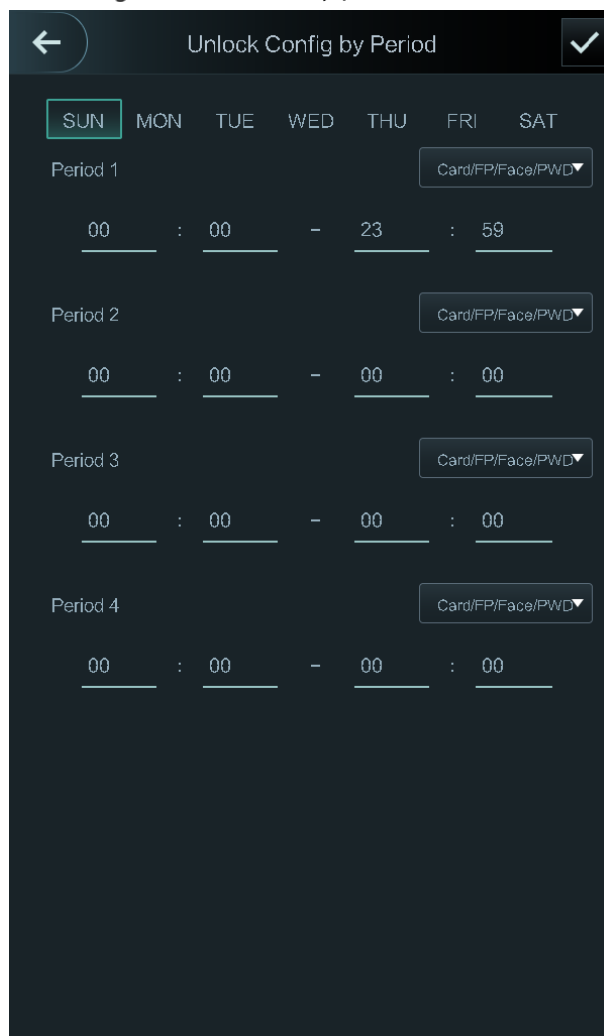 Unlock Config by Period
SUN MON TUE WED THU FRI SAT
Period 1 Card/FP/Face/PWD
00 : 00 - 23 : 59
Period 2 Card/FP/Face/PWD
00 : 00 - 00 : 00
Period 3 Card/FP/Face/PWD
00 : 00 - 00 : 00
Period 4 Card/FP/Face/PWD
00 : 00 - 00 : 00